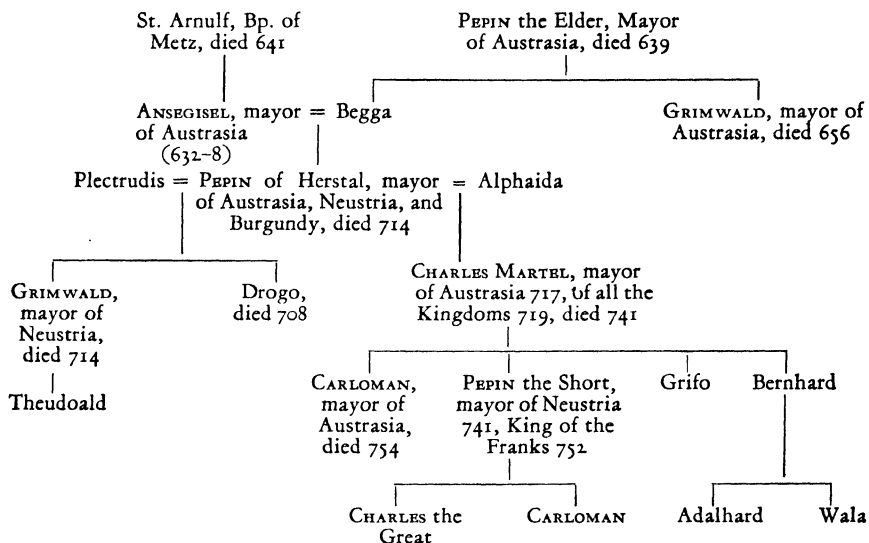 St. Arnulf, Bp. of
Metz, died 641
PEPIN the Elder, Mayor
of Austrasia, died 639
ANSEGISEL, mayor = Begga
of Austrasia
(632-8)
GRIMWALD, mayor of
Austrasia, died 656
Plectrudis = PEPIN of Herstal, mayor = Alphaida
of Austrasia, Neustria, and
Burgundy, died 714
GRIMWALD,
mayor of
Neustria,
died 714
Drogo,
died 708
CHARLES MARTEL, mayor
of Austrasia 717, of all the
Kingdoms 719, died 741
Theudoald
CARLOMAN,
mayor of
Austrasia,
died 754
PEPIN the Short,
mayor of Neustria
741, King of the
Franks 752
Grifo
Bernhard
CHARLES the
Great
CARLOMAN
Adalhard
Wala